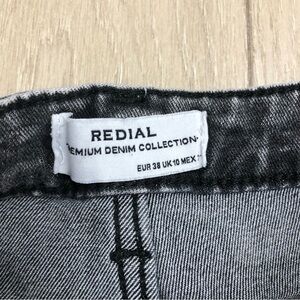 REDIAL
PREMIUM DENIM COLLECTION
EUR 38 UK 10 MEX